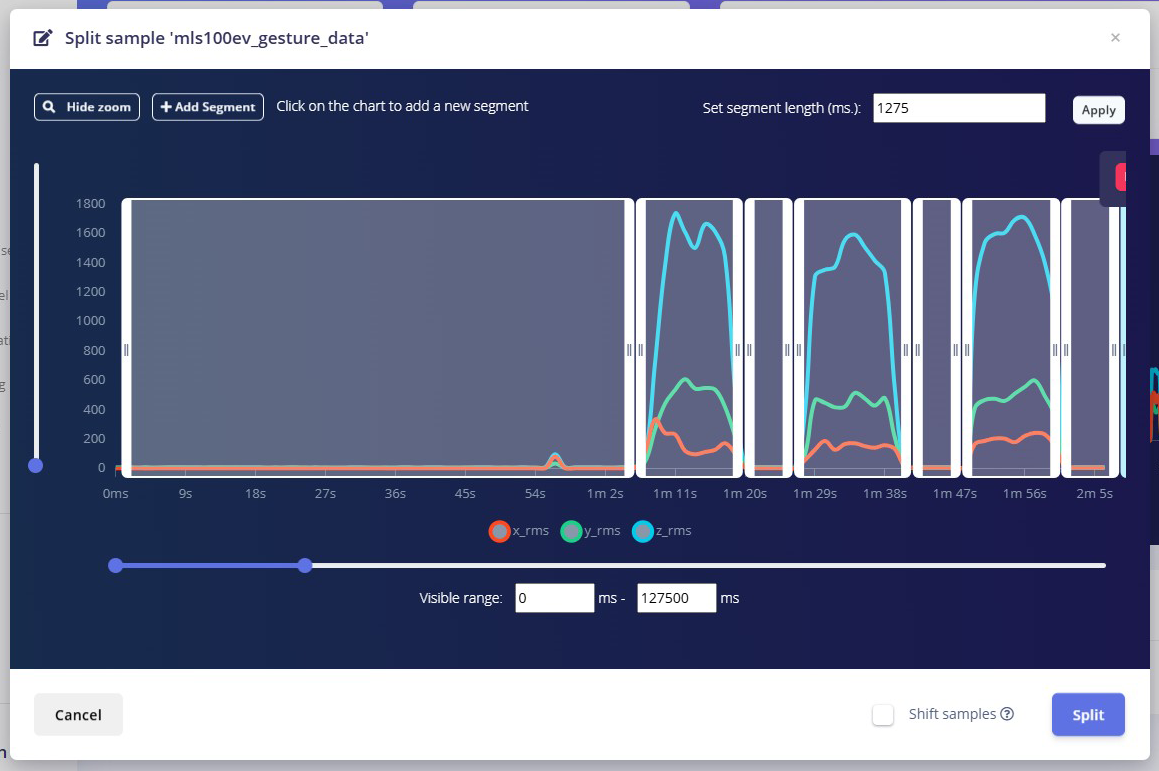 Split sample 'mls100ev_gesture_data'
×
Hide zoom
Add Segment
Click on the chart to add a new segment
Set segment length (ms.):
1275
Apply
1800
1600
1400
1200
1000
800
600
400
200
0
0ms 9s 18s 27s 36s 45s 54s 1m 2s 1m 11s 1m 20s 1m 29s 1m 38s 1m 47s 1m 56s 2m 5s
x_rms y_rms z_rms
Visible range: 0 ms - 127500 ms
Cancel
Shift samples
Split